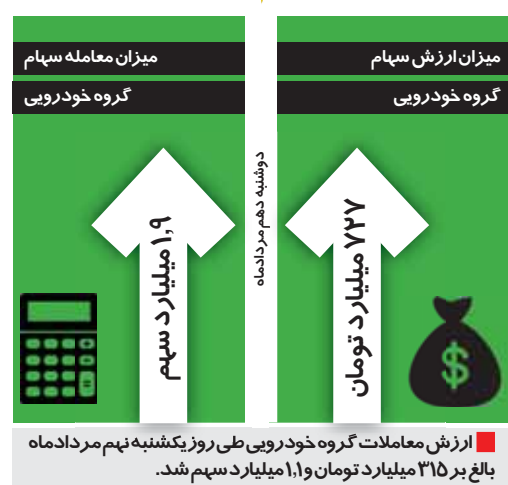 میزان ارزش سهام
گروه خودرویی
۷۲۷ میلیارد تومان
$
دوشنبه دهم مردادماه
میزان معامله سهام
گروه خودرویی
۱,۹ میلیارد سهم
ارزش معاملات گروه خودرویی طی روز یکشنبه نهم مردادماه
بالغ بر ۳۱۵ میلیارد تومان و ۱,۱ میلیارد سهم شد.